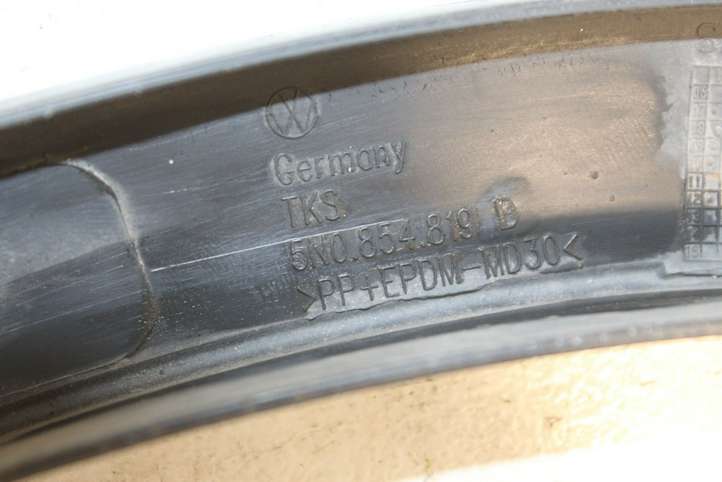 Germany
TKS
5N0.854.819 B
>PP+EPDM-MD30<